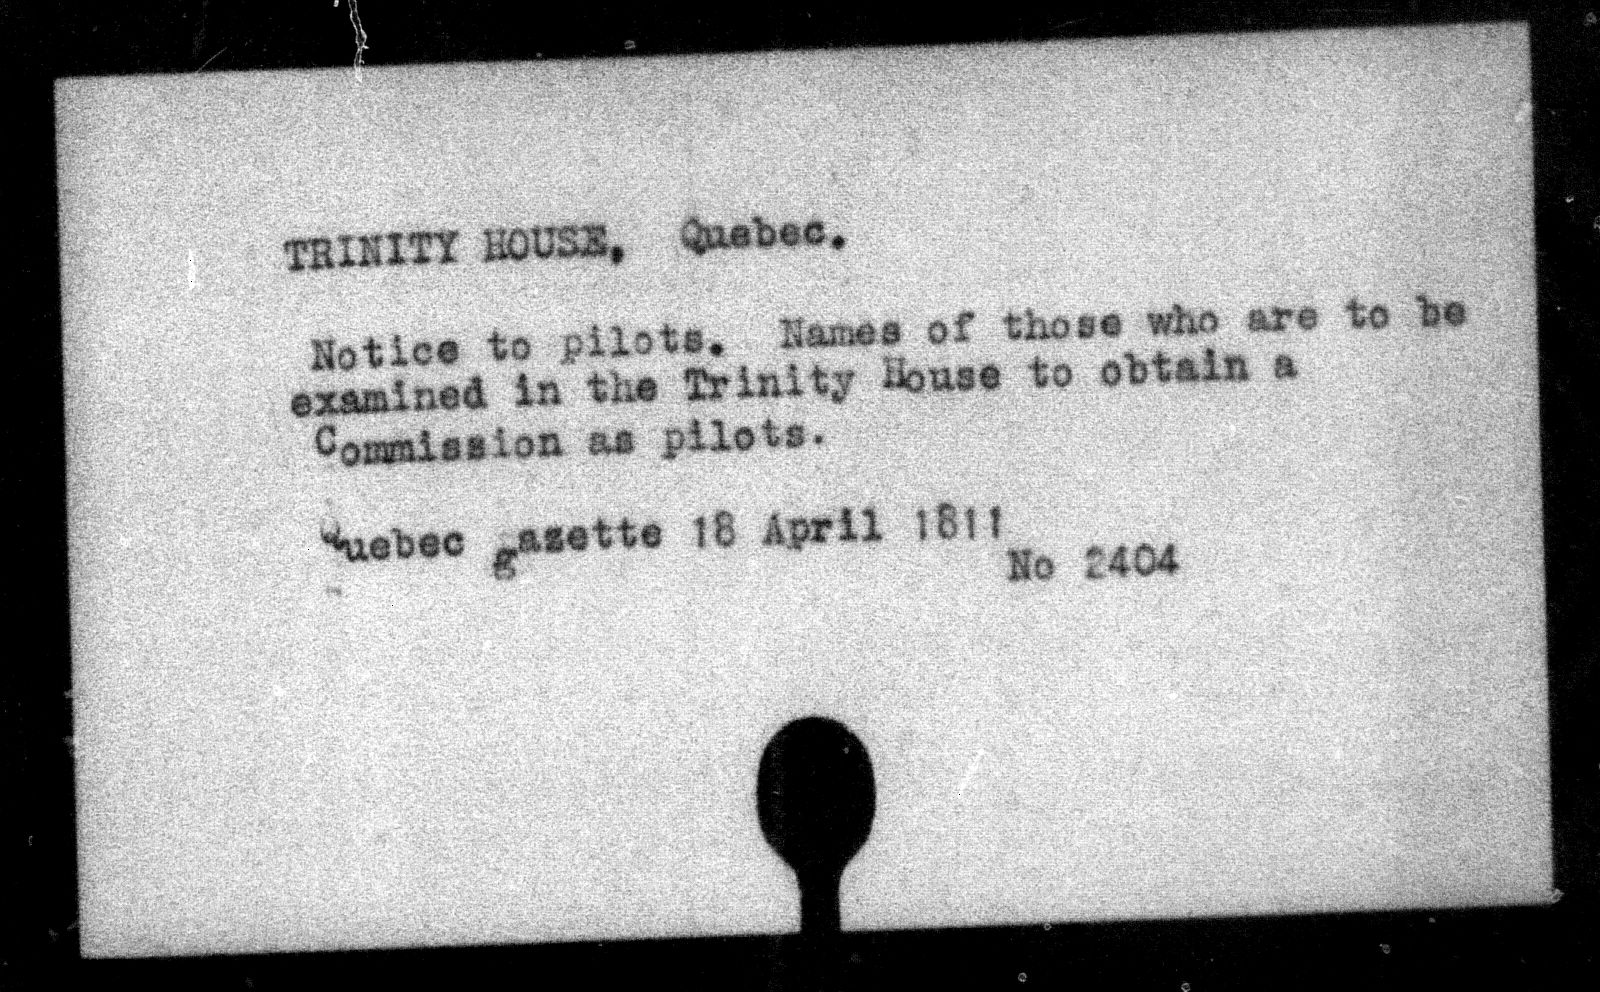 TRINITY HOUSE, Quebec.
Notice to pilots. Names of those who are to be
examined in the Trinity House to obtain a
Commission as pilots.
Quebec gazette 18 April 1811
No 2404